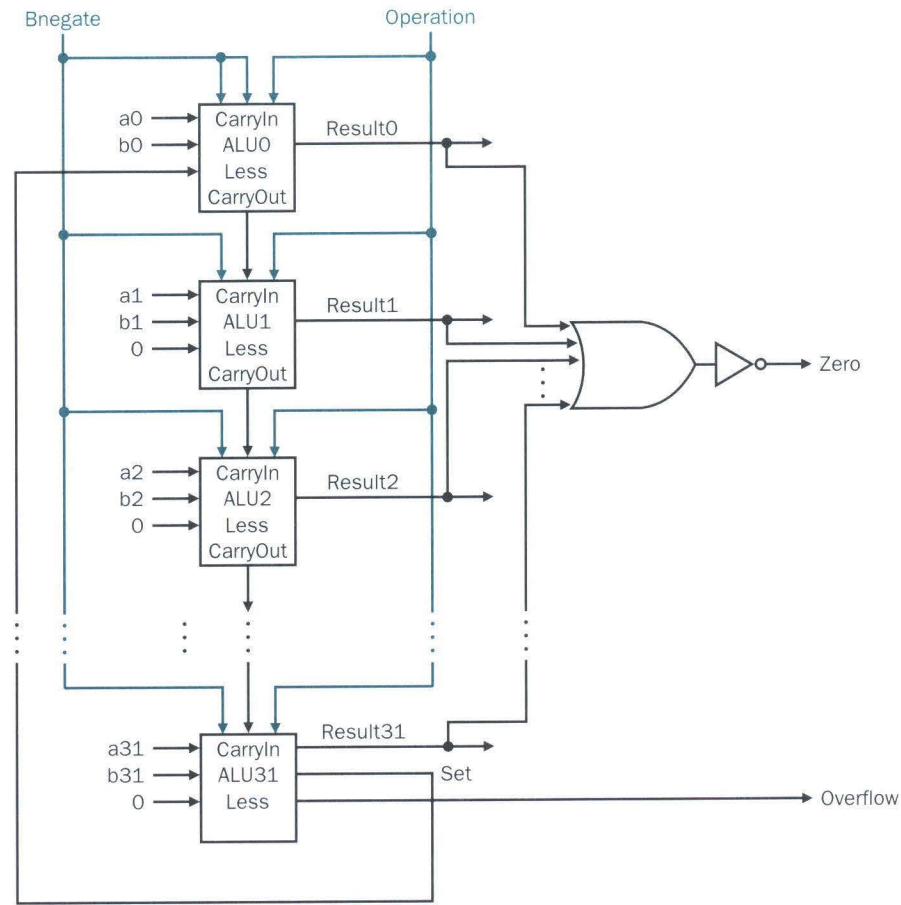 Bnegate
Operation
a0
b0
CarryIn
ALU0
Less
CarryOut
Result0
a1
b1
0
CarryIn
ALU1
Less
CarryOut
Result1
Zero
a2
b2
0
CarryIn
ALU2
Less
CarryOut
Result2
a31
b31
0
CarryIn
ALU31
Less
Result31
Set
Overflow